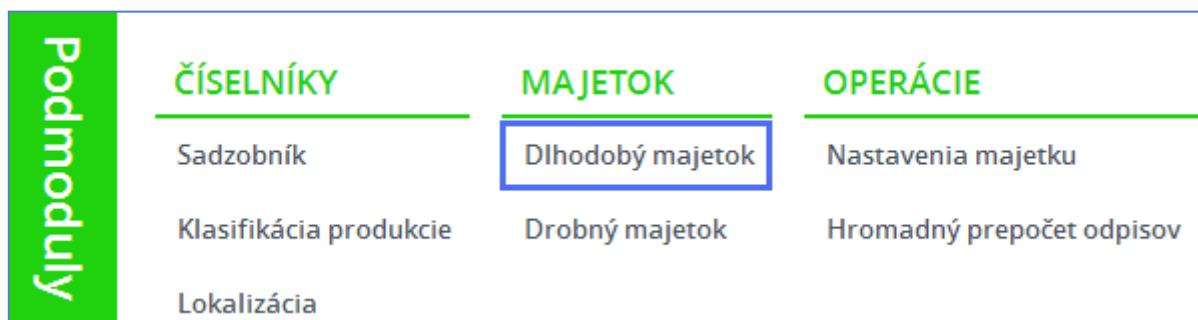 Podmoduly
ČÍSELNÍKY
Sadzobník
Klasifikácia produkcie
Lokalizácia
MAJETOK
Dlhodobý majetok
Drobný majetok
OPERÁCIE
Nastavenia majetku
Hromadný prepočet odpisov